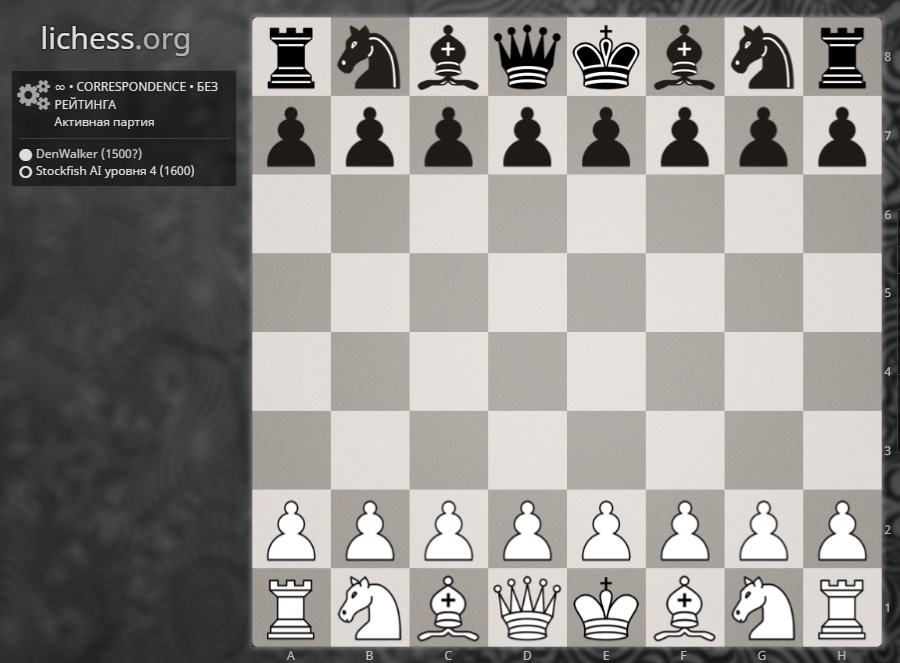 lichess.org
∞ • CORRESPONDENCE • БЕЗ
РЕЙТИНГА
Активная партия
DenWalker (1500?)
Stockfish AI уровня 4 (1600)
8
7
6
5
4
3
2
1
A B C D E F G H